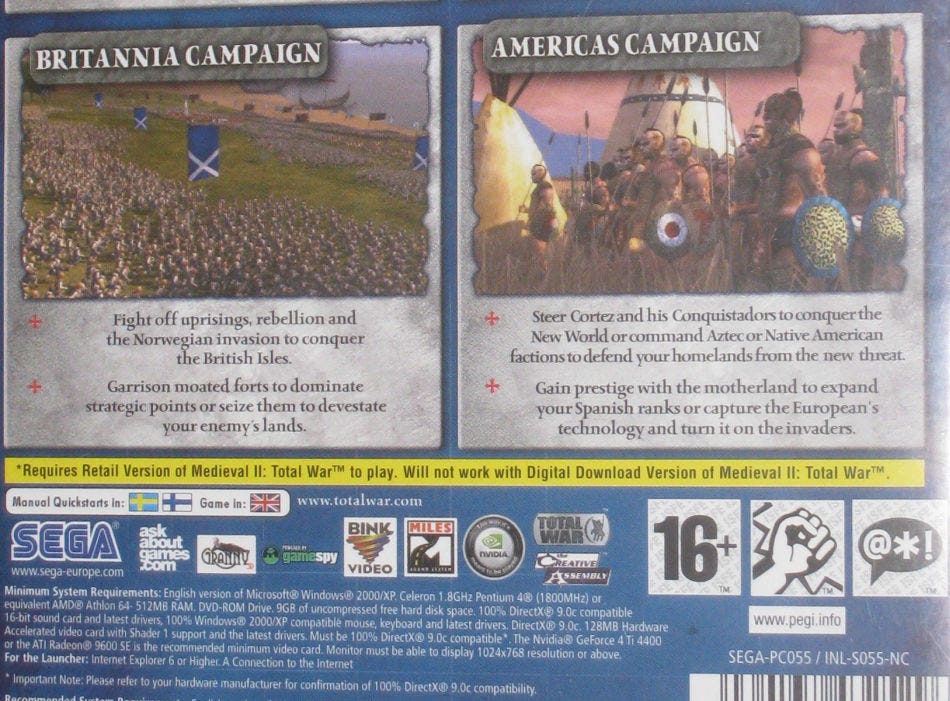 BRITANNIA CAMPAIGN
Fight off uprisings, rebellion and
the Norwegian invasion to conquer
the British Isles.
Garrison moated forts to dominate
strategic points or seize them to devestate
your enemy's lands.
AMERICAS CAMPAIGN
Steer Cortez and his Conquistadors to conquer the
New World or command Aztec or Native American
factions to defend your homelands from the new threat.
Gain prestige with the motherland to expand
your Spanish ranks or capture the European's
technology and turn it on the invaders.
*Requires Retail Version of Medieval II: Total War™ to play. Will not work with Digital Download Version of Medieval II: Total War™.
Manual Quickstarts in: Game in: www.totalwar.com
SEGA®
www.sega-europe.com
ask
about
games
.com
GRANNY
POWERED BY
gamespy
BINK
VIDEO
MILES
SOUND SYSTEM
NVIDIA
TOTAL
WAR
the
CREATIVE
ASSEMBLY
16+
™
@*!
www.pegi.info
Minimum System Requirements: English version of Microsoft® Windows® 2000/XP. Celeron 1.8GHz Pentium 4® (1800MHz) or
equivalent AMD® Athlon 64- 512MB RAM. DVD-ROM Drive. 9GB of uncompressed free hard disk space. 100% DirectX® 9.0c compatible
16-bit sound card and latest drivers, 100% Windows® 2000/XP compatible mouse, keyboard and latest drivers. DirectX® 9.0c. 128MB Hardware
Accelerated video card with Shader 1 support and the latest drivers. Must be 100% DirectX® 9.0c compatible*. The Nvidia® GeForce 4 Ti 4400
or the ATI Radeon® 9600 SE is the recommended minimum video card. Monitor must be able to display 1024x768 resolution or above.
For the Launcher: Internet Explorer 6 or Higher. A Connection to the Internet
* Important Note: Please refer to your hardware manufacturer for confirmation of 100% DirectX® 9.0c compatibility.
SEGA-PC055 / INL-S055-NC